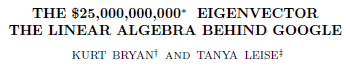 THE $25,000,000,000* EIGENVECTOR
THE LINEAR ALGEBRA BEHIND GOOGLE
KURT BRYAN† AND TANYA LEISE‡